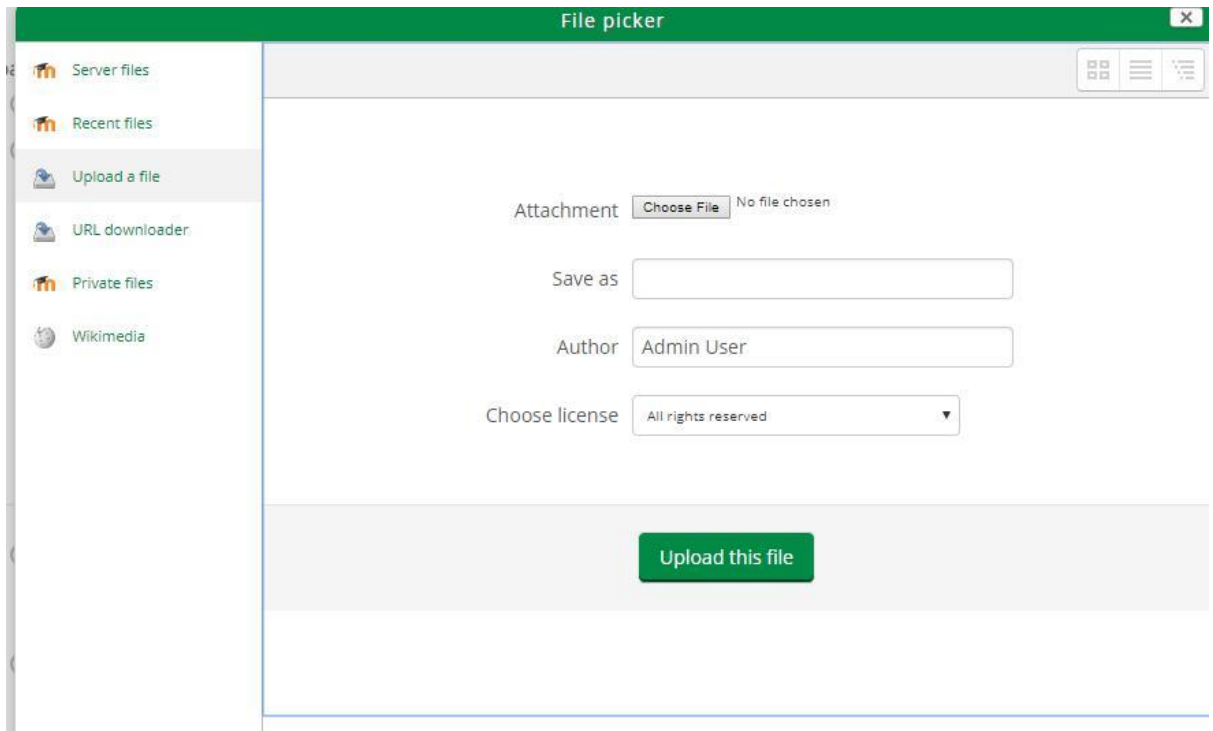 File picker
Server files
Recent files
Upload a file
URL downloader
Private files
Wikimedia
Attachment Choose File No file chosen
Save as
Author Admin User
Choose license All rights reserved
Upload this file